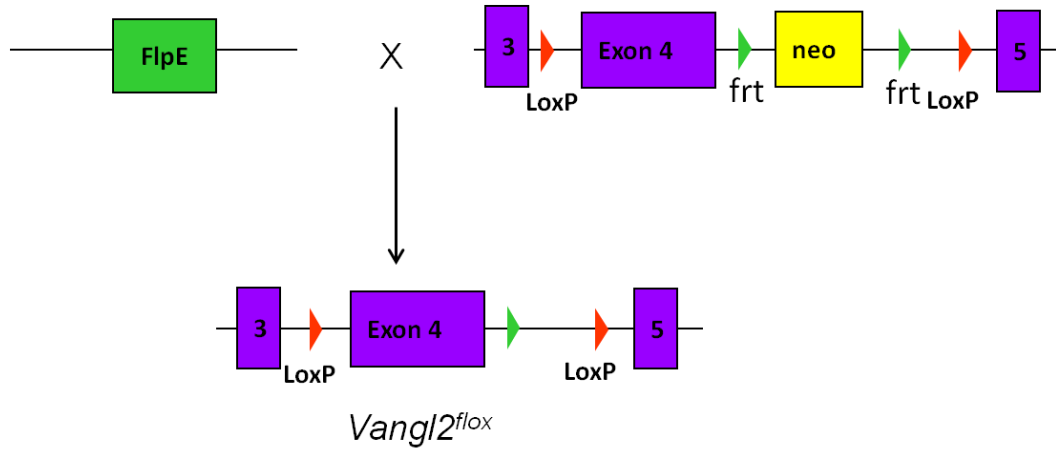 FlpE X 3 Exon 4 neo 5
LoxP frt frt LoxP
3 Exon 4 5
LoxP LoxP
Vangl2flox